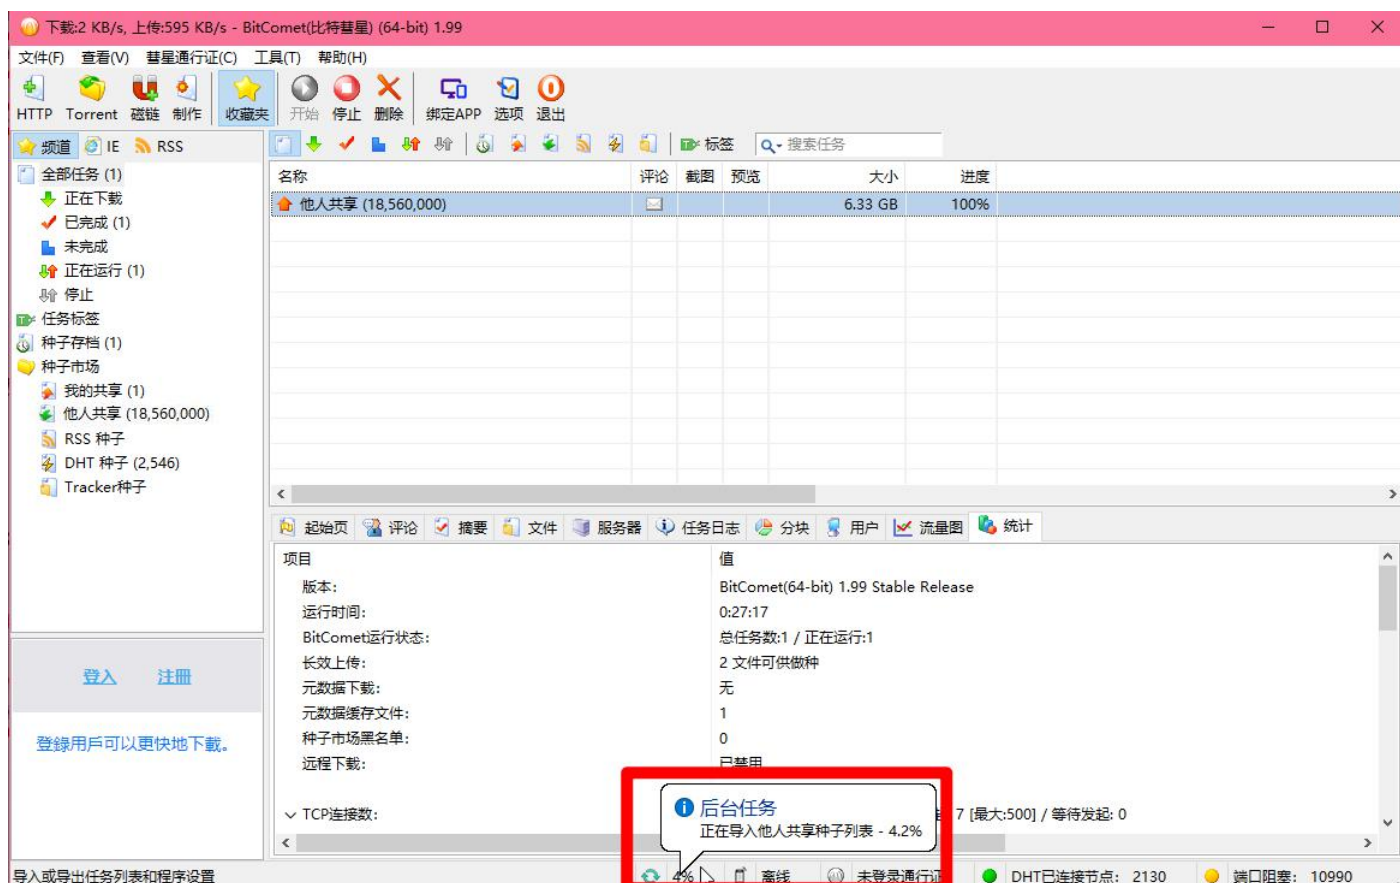 下载:2 KB/s, 上传:595 KB/s - BitComet(比特彗星) (64-bit) 1.99
文件(F) 查看(V) 彗星通行证(C) 工具(T) 帮助(H)
HTTP Torrent 磁链 制作 收藏夹 开始 停止 删除 绑定APP 选项 退出
频道 IE RSS
标签 搜索任务
全部任务 (1)
正在下载
已完成 (1)
未完成
正在运行 (1)
停止
任务标签
种子存档 (1)
种子市场
我的共享 (1)
他人共享 (18,560,000)
RSS 种子
DHT 种子 (2,546)
Tracker种子
名称 评论 截图 预览 大小 进度
他人共享 (18,560,000) 6.33 GB 100%
起始页 评论 摘要 文件 服务器 任务日志 分块 用户 流量图 统计
项目 值
版本: BitComet(64-bit) 1.99 Stable Release
运行时间: 0:27:17
BitComet运行状态: 总任务数:1 / 正在运行:1
长效上传: 2 文件可供做种
元数据下载: 无
元数据缓存文件: 1
种子市场黑名单: 0
远程下载: 已禁用
TCP连接数: 7 [最大:500] / 等待发起: 0
登入 注冊
登錄用戶可以更快地下載。
后台任务
正在导入他人共享种子列表 - 4.2%
导入或导出任务列表和程序设置 4% 离线 未登录通行证 DHT已连接节点: 2130 端口阻塞: 10990